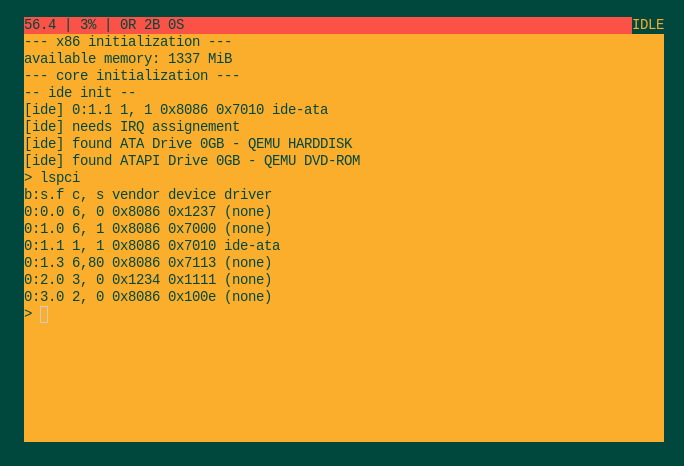 56.4 | 3% | 0R 2B 0S IDLE
--- x86 initialization ---
available memory: 1337 MiB
--- core initialization ---
-- ide init --
[ide] 0:1.1 1, 1 0x8086 0x7010 ide-ata
[ide] needs IRQ assignement
[ide] found ATA Drive 0GB - QEMU HARDDISK
[ide] found ATAPI Drive 0GB - QEMU DVD-ROM
> lspci
b:s.f c, s vendor device driver
0:0.0 6, 0 0x8086 0x1237 (none)
0:1.0 6, 1 0x8086 0x7000 (none)
0:1.1 1, 1 0x8086 0x7010 ide-ata
0:1.3 6,80 0x8086 0x7113 (none)
0:2.0 3, 0 0x1234 0x1111 (none)
0:3.0 2, 0 0x8086 0x100e (none)
>